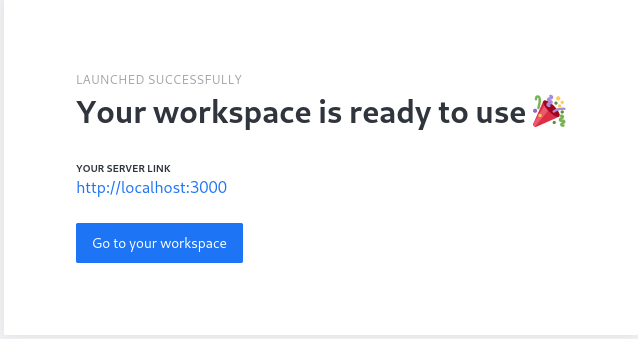 LAUNCHED SUCCESSFULLY
Your workspace is ready to use 🎉
YOUR SERVER LINK
http://localhost:3000
Go to your workspace